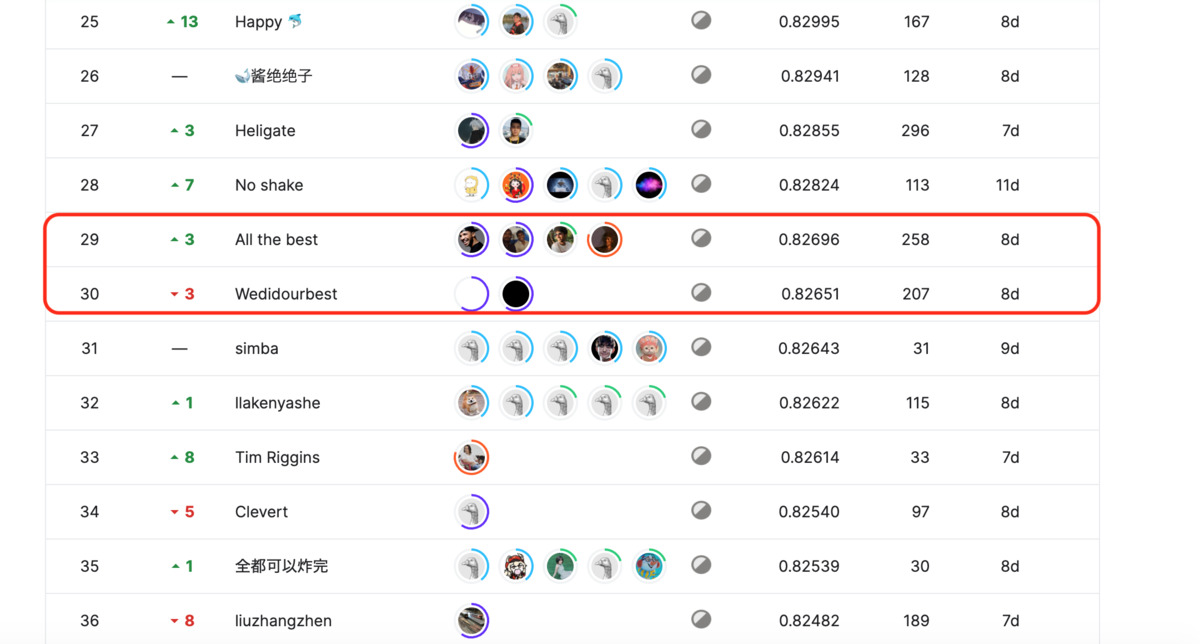 25 13 Happy 🐬 0.82995 167 8d
26 — 🐳酱绝绝子 0.82941 128 8d
27 3 Heligate 0.82855 296 7d
28 7 No shake 0.82824 113 11d
29 3 All the best 0.82696 258 8d
30 3 Wedidourbest 0.82651 207 8d
31 — simba 0.82643 31 9d
32 1 llakenyashe 0.82622 115 8d
33 8 Tim Riggins 0.82614 33 7d
34 5 Clevert 0.82540 97 8d
35 1 全都可以炸完 0.82539 30 8d
36 8 liuzhangzhen 0.82482 189 7d